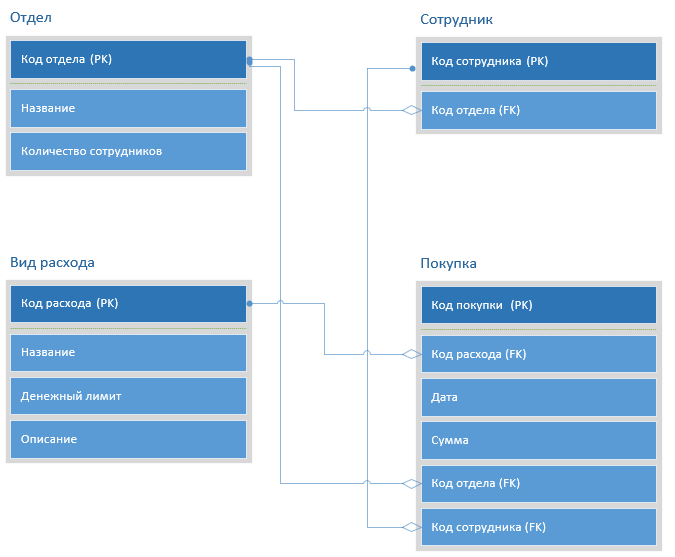 Отдел
Код отдела (PK)
Название
Количество сотрудников
Сотрудник
Код сотрудника (PK)
Код отдела (FK)
Вид расхода
Код расхода (PK)
Название
Денежный лимит
Описание
Покупка
Код покупки (PK)
Код расхода (FK)
Дата
Сумма
Код отдела (FK)
Код сотрудника (FK)